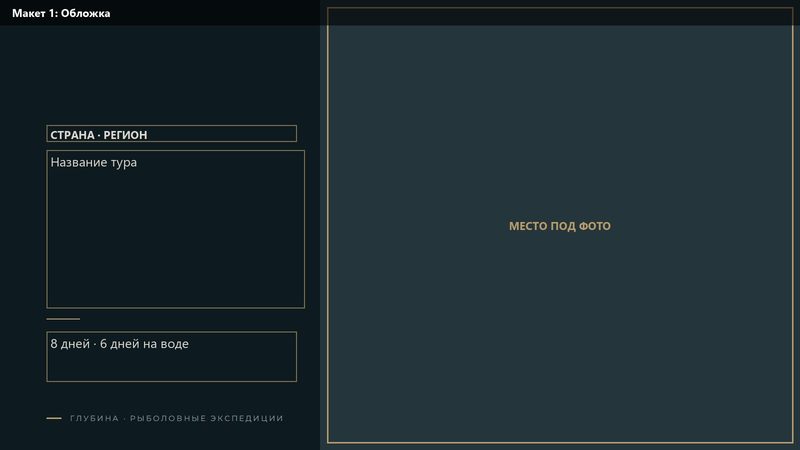 Макет 1: Обложка
СТРАНА · РЕГИОН
Название тура
8 дней · 6 дней на воде
ГЛУБИНА · РЫБОЛОВНЫЕ ЭКСПЕДИЦИИ
МЕСТО ПОД ФОТО